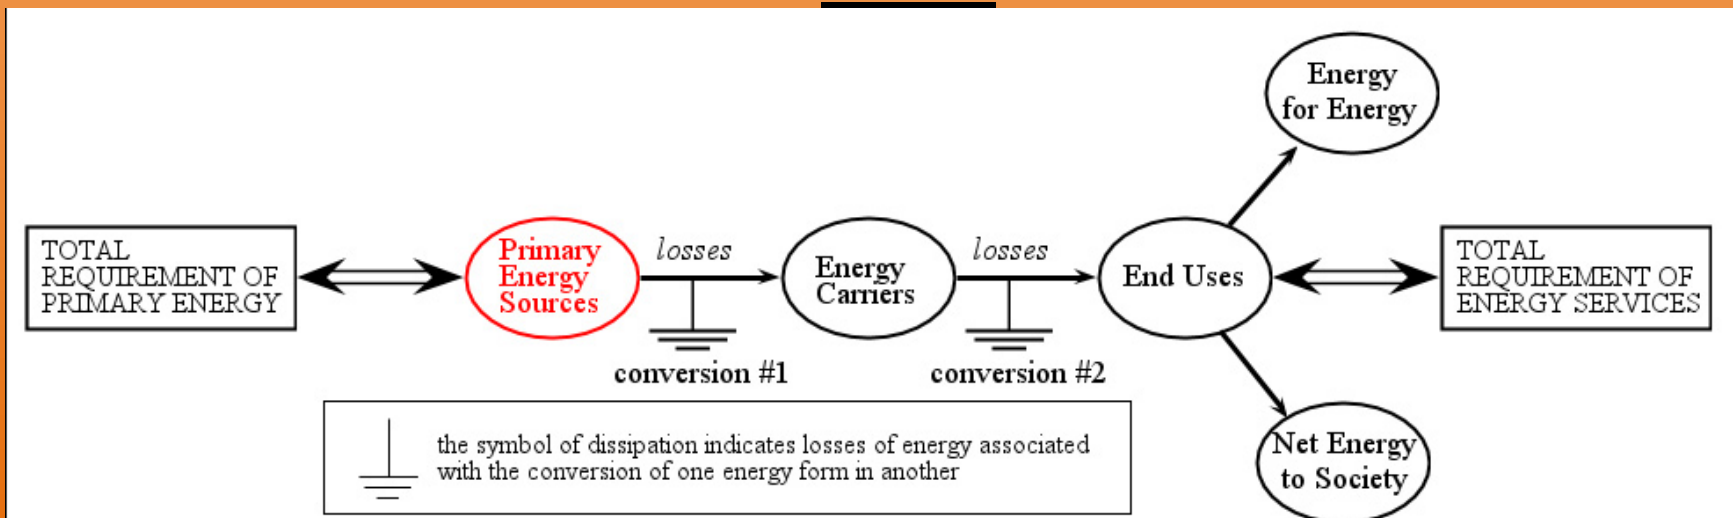 Energy
for Energy
TOTAL
REQUIREMENT OF
PRIMARY ENERGY
Primary
Energy
Sources
losses
conversion #1
Energy
Carriers
losses
conversion #2
End Uses
TOTAL
REQUIREMENT OF
ENERGY SERVICES
Net Energy
to Society
the symbol of dissipation indicates losses of energy associated
with the conversion of one energy form in another